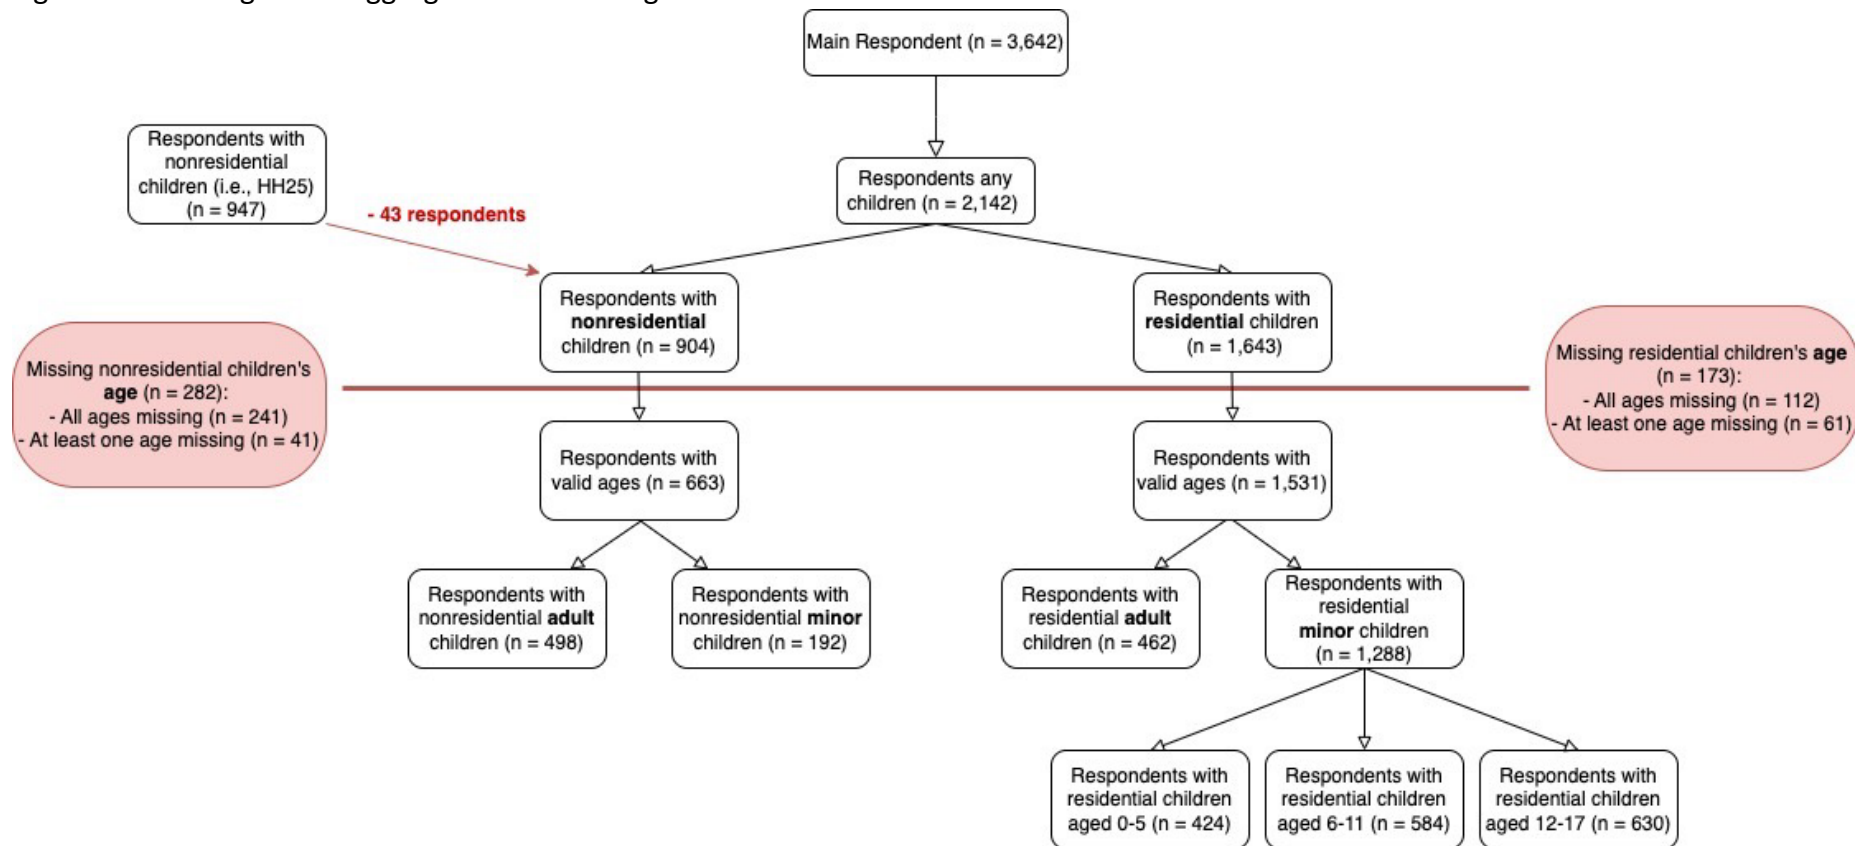 Main Respondent (n = 3,642)
Respondents with
nonresidential
children (i.e., HH25)
(n = 947)
- 43 respondents
Respondents any
children (n = 2,142)
Respondents with
nonresidential
children (n = 904)
Respondents with
residential children
(n = 1,643)
Missing nonresidential children's
age (n = 282):
- All ages missing (n = 241)
- At least one age missing (n = 41)
Missing residential children's age
(n = 173):
- All ages missing (n = 112)
- At least one age missing (n = 61)
Respondents with
valid ages (n = 663)
Respondents with
valid ages (n = 1,531)
Respondents with
nonresidential adult
children (n = 498)
Respondents with
nonresidential minor
children (n = 192)
Respondents with
residential adult
children (n = 462)
Respondents with
residential
minor children
(n = 1,288)
Respondents with
residential children
aged 0-5 (n = 424)
Respondents with
residential children
aged 6-11 (n = 584)
Respondents with
residential children
aged 12-17 (n = 630)